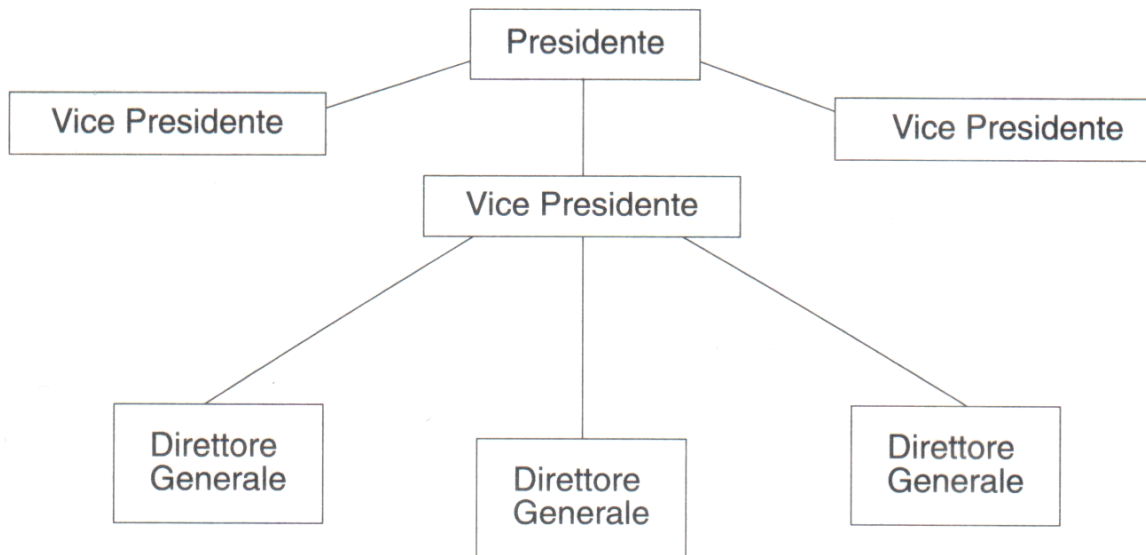 Presidente
Vice Presidente
Vice Presidente
Vice Presidente
Direttore
Generale
Direttore
Generale
Direttore
Generale